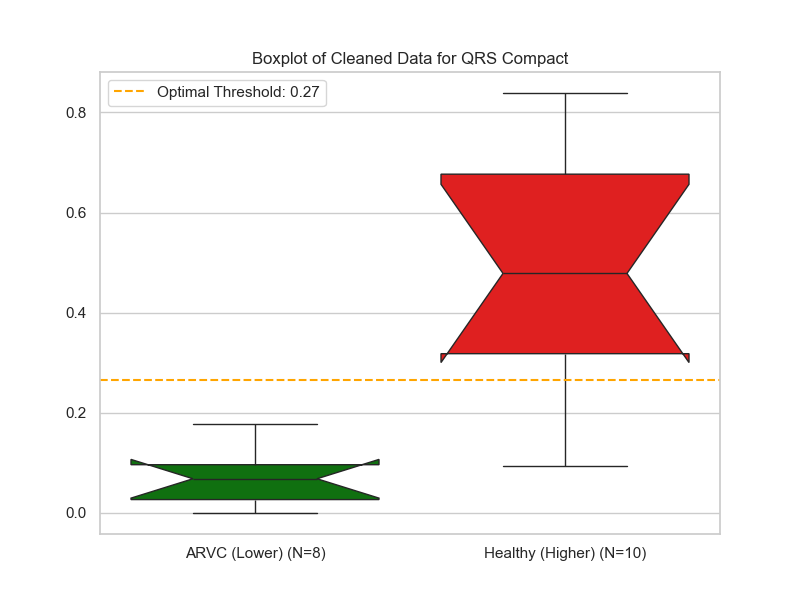 Boxplot of Cleaned Data for QRS Compact
Optimal Threshold: 0.27
0.8
0.6
0.4
0.2
0.0
ARVC (Lower) (N=8)
Healthy (Higher) (N=10)